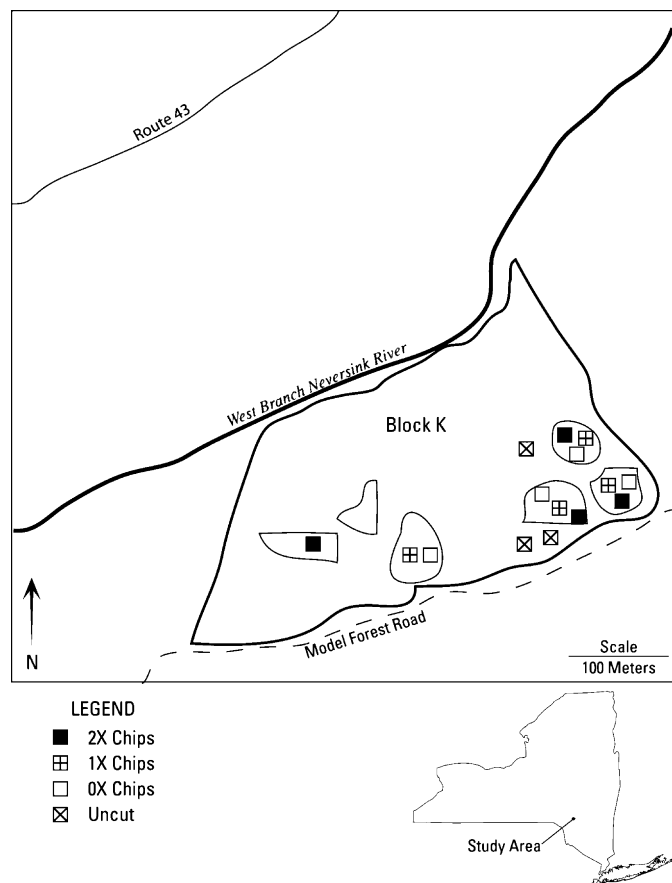 Route 43
West Branch Neversink River
Block K
Model Forest Road
N
Scale
100 Meters
LEGEND
2X Chips
1X Chips
0X Chips
Uncut
Study Area